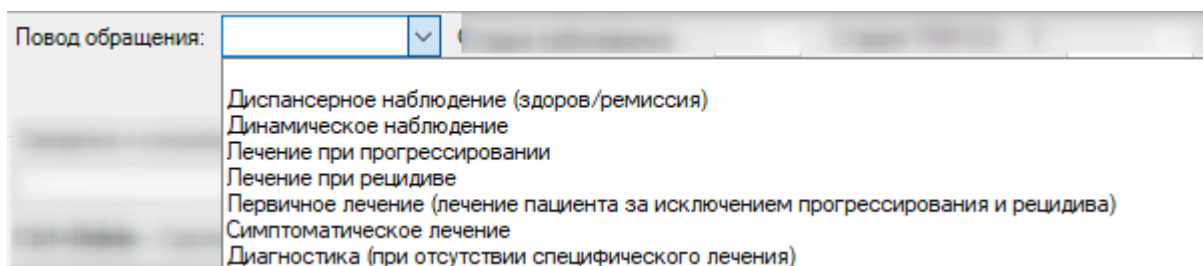 Повод обращения:
Диспансерное наблюдение (здоров/ремиссия)
Динамическое наблюдение
Лечение при прогрессировании
Лечение при рецидиве
Первичное лечение (лечение пациента за исключением прогрессирования и рецидива)
Симптоматическое лечение
Диагностика (при отсутствии специфического лечения)